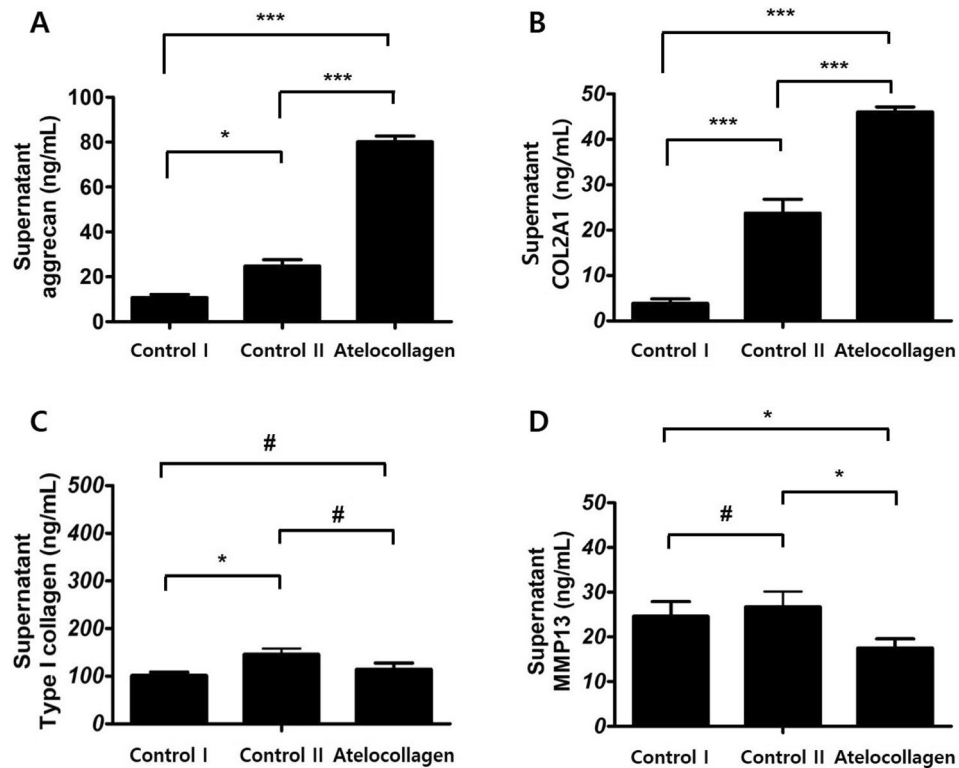 A
***
***
*
Supernatant
aggrecan (ng/mL)
100
80
60
40
20
0
Control I Control II Atelocollagen
B
***
***
***
Supernatant
COL2A1 (ng/mL)
50
40
30
20
10
0
Control I Control II Atelocollagen
C
#
#
*
Supernatant
Type I collagen (ng/mL)
500
400
300
200
100
0
Control I Control II Atelocollagen
D
*
*
#
Supernatant
MMP13 (ng/mL)
50
40
30
20
10
0
Control I Control II Atelocollagen